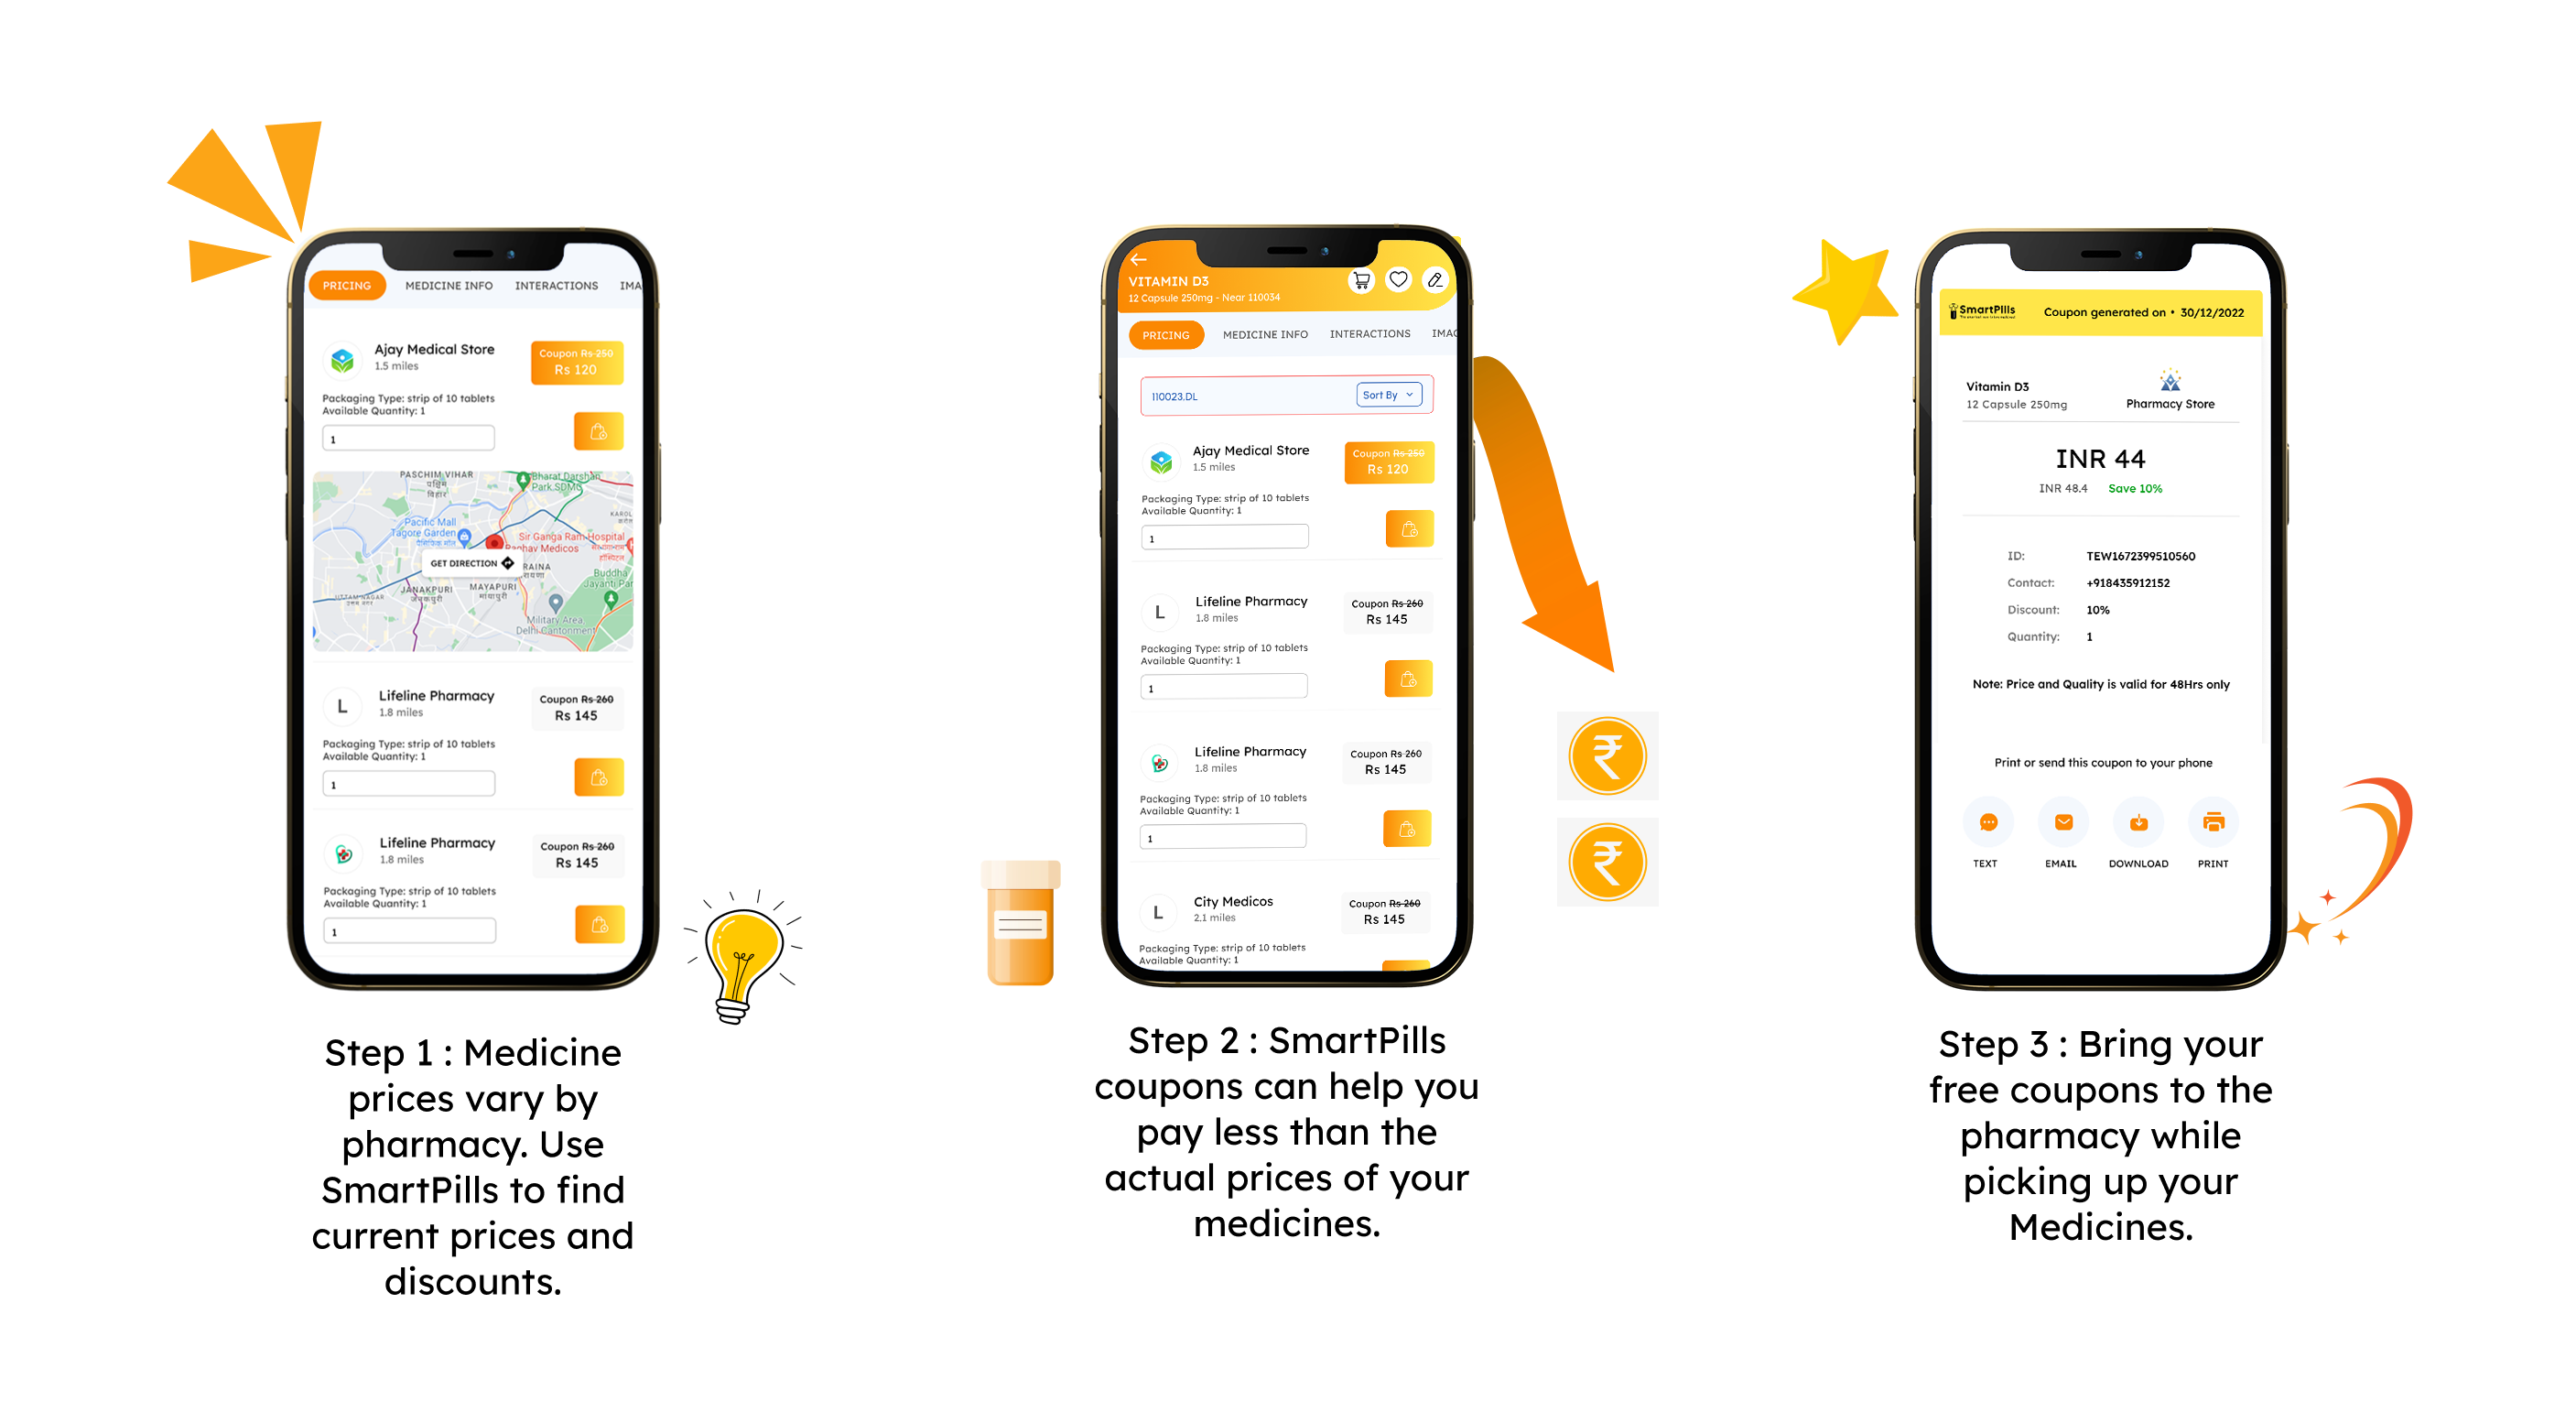 PRICING MEDICINE INFO INTERACTIONS IMA
Ajay Medical Store
1.5 miles
Coupon Rs 250
Rs 120
Packaging Type: strip of 10 tablets
Available Quantity: 1
1
PASCHIM VIHAR
पश्चिम
विहार
Bharat Darshan
Park SDMC
KAROL
Pacific Mall
Tagore Garden
पैसिफिक मॉल
Sir Ganga Ram Hospital
Raghav Medicos
GET DIRECTION
RAINA
JANAKPURI
जनकपुरी
MAYAPURI
मायापुरी
Buddha
Jayanti Par
UTTAM NAGAR
उत्तम नगर
Military Area
Delhi Cantonment
L
Lifeline Pharmacy
1.8 miles
Coupon Rs 260
Rs 145
Packaging Type: strip of 10 tablets
Available Quantity: 1
1
Lifeline Pharmacy
1.8 miles
Coupon Rs 260
Rs 145
Packaging Type: strip of 10 tablets
Available Quantity: 1
1
Step 1 : Medicine
prices vary by
pharmacy. Use
SmartPills to find
current prices and
discounts.
VITAMIN D3
12 Capsule 250mg - Near 110034
PRICING MEDICINE INFO INTERACTIONS IMAG
110023.DL
Sort By
Ajay Medical Store
1.5 miles
Coupon Rs 250
Rs 120
Packaging Type: strip of 10 tablets
Available Quantity: 1
1
L
Lifeline Pharmacy
1.8 miles
Coupon Rs 260
Rs 145
Packaging Type: strip of 10 tablets
Available Quantity: 1
1
Lifeline Pharmacy
1.8 miles
Coupon Rs 260
Rs 145
Packaging Type: strip of 10 tablets
Available Quantity: 1
1
L
City Medicos
2.1 miles
Coupon Rs 260
Rs 145
Packaging Type: strip of 10 tablets
Available Quantity: 1
₹
₹
Step 2 : SmartPills
coupons can help you
pay less than the
actual prices of your
medicines.
SmartPills
Coupon generated on • 30/12/2022
Vitamin D3
12 Capsule 250mg
Pharmacy Store
INR 44
INR 48.4 Save 10%
ID: TEW1672399510560
Contact: +918435912152
Discount: 10%
Quantity: 1
Note: Price and Quality is valid for 48Hrs only
Print or send this coupon to your phone
TEXT EMAIL DOWNLOAD PRINT
Step 3 : Bring your
free coupons to the
pharmacy while
picking up your
Medicines.